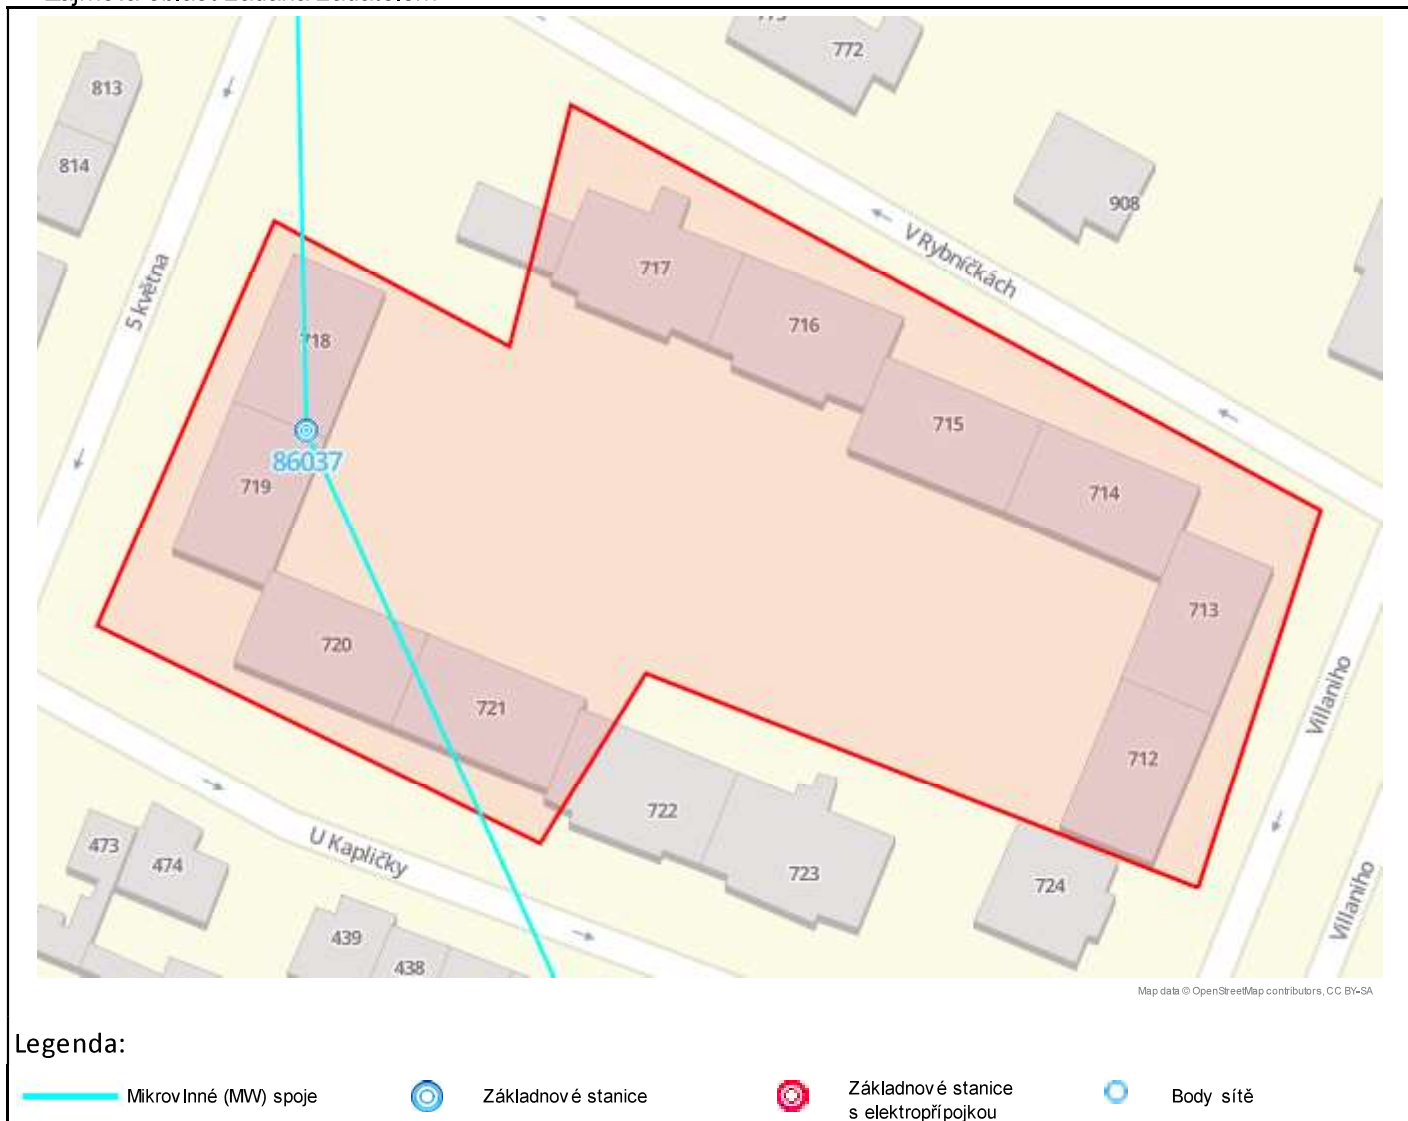 813
814
772
908
V Rybníčkách
5 května
717
716
718
715
86037
719
714
713
720
721
712
Villaniho
722
723
724
473
474
U Kapličky
439
438
Villaniho
Map data © OpenStreetMap contributors, CC BY-SA
Legenda:
Mikrovlnné (MW) spoje
Základnové stanice
Základnové stanice
s elektropřípojkou
Body sítě